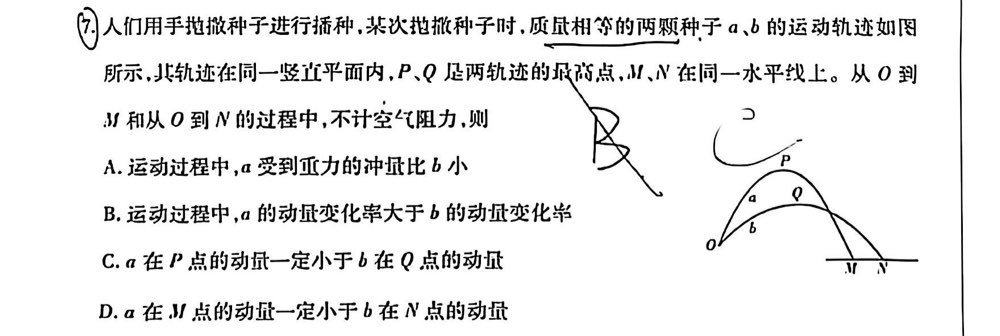 7. 人们用手抛撒种子进行播种,某次抛撒种子时,质量相等的两颗种子 a、b 的运动轨迹如图
所示,其轨迹在同一竖直平面内,P、Q 是两轨迹的最高点,M、N 在同一水平线上。从 O 到
M 和从 O 到 N 的过程中,不计空气阻力,则
A. 运动过程中,a 受到重力的冲量比 b 小
B. 运动过程中,a 的动量变化率大于 b 的动量变化率
C. a 在 P 点的动量一定小于 b 在 Q 点的动量
D. a 在 M 点的动量一定小于 b 在 N 点的动量
B
P
a
Q
O
b
M N